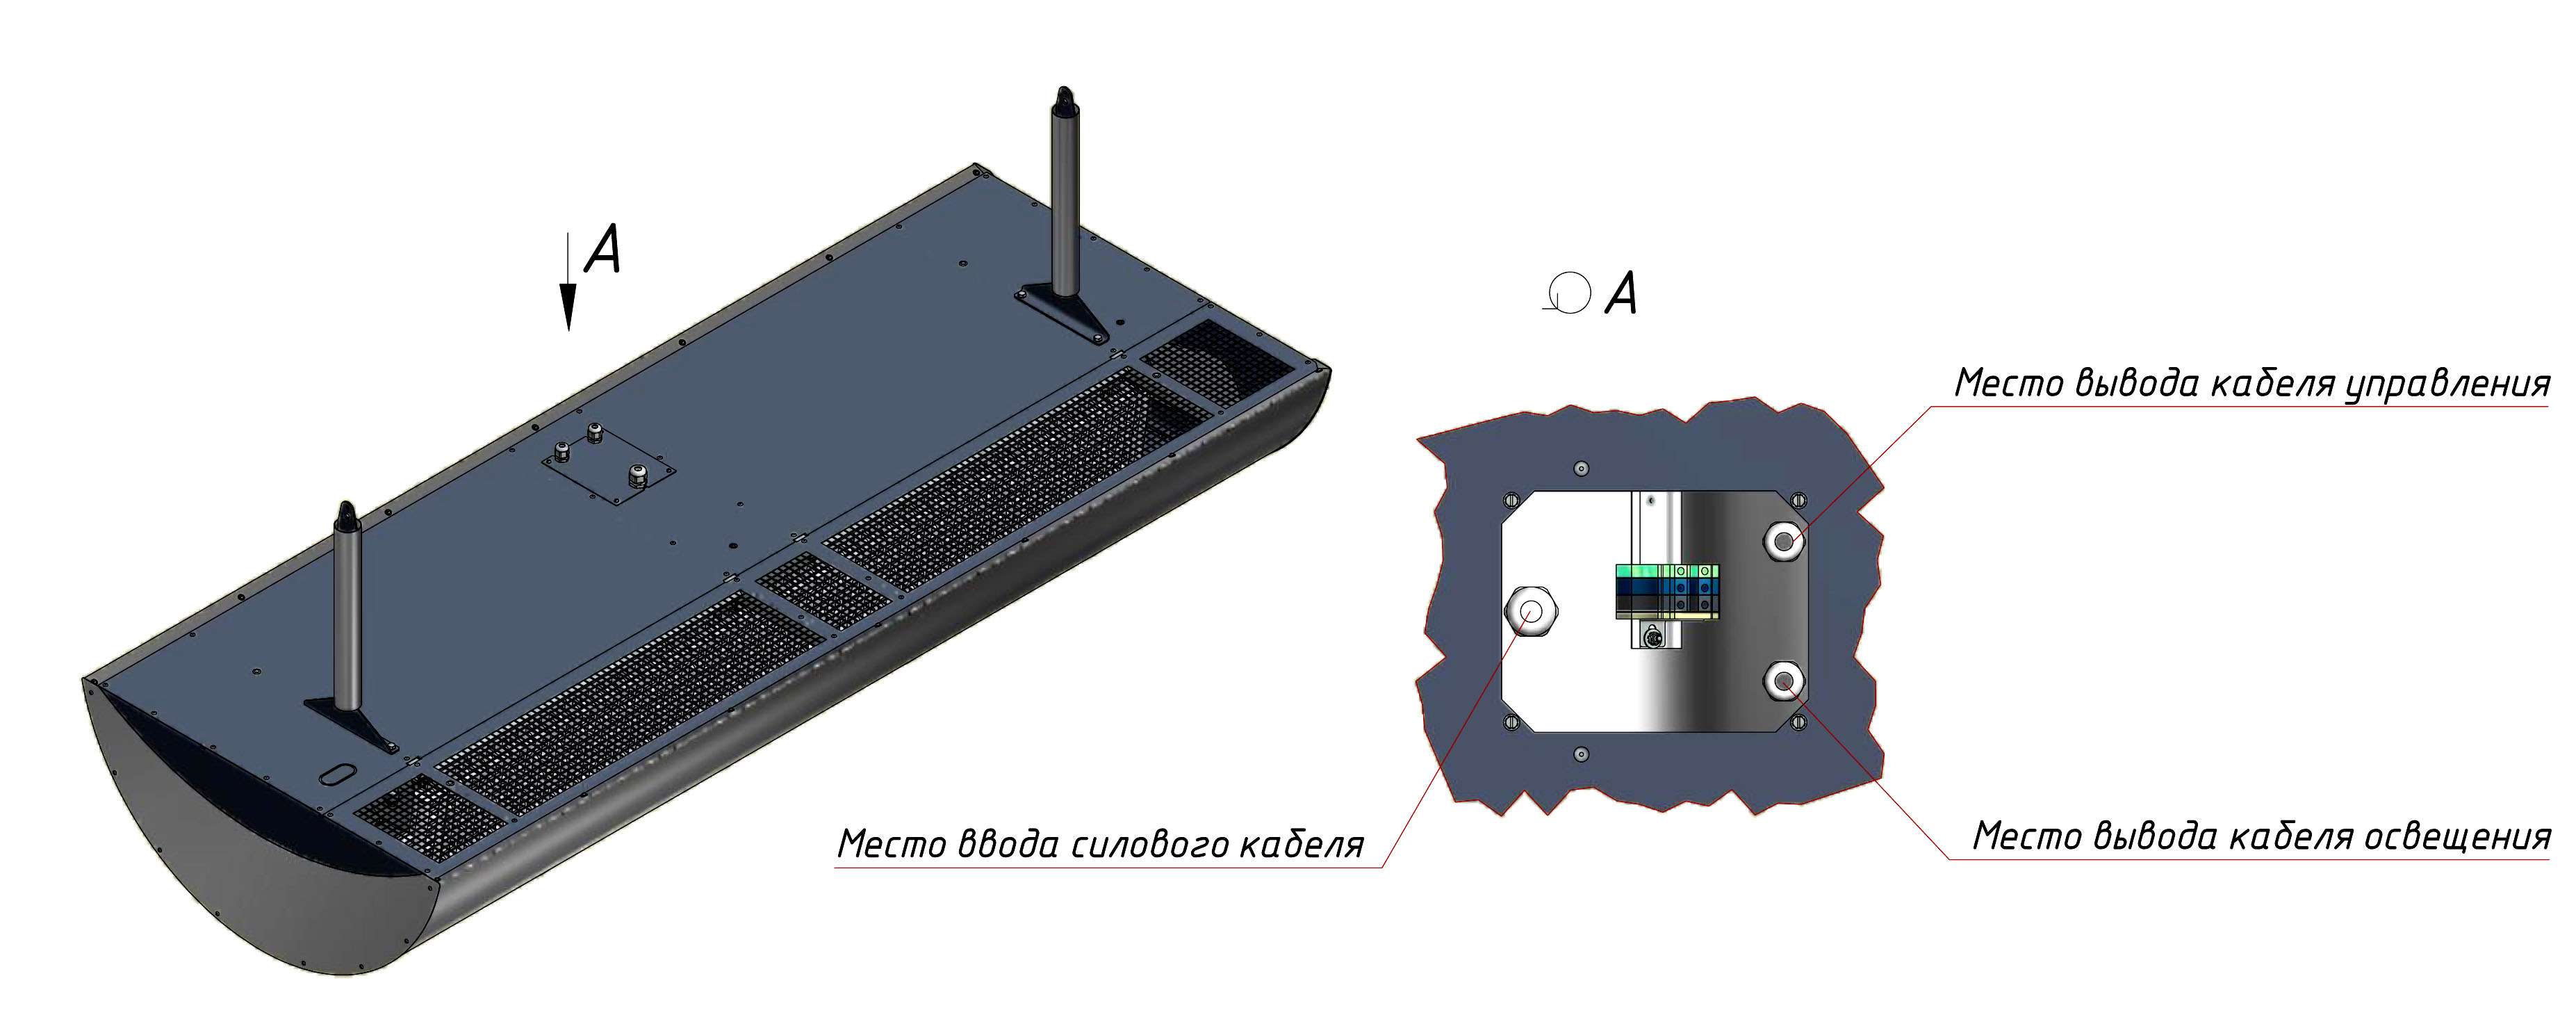 А
А
Место вывода кабеля управления
Место ввода силового кабеля
Место вывода кабеля освещения